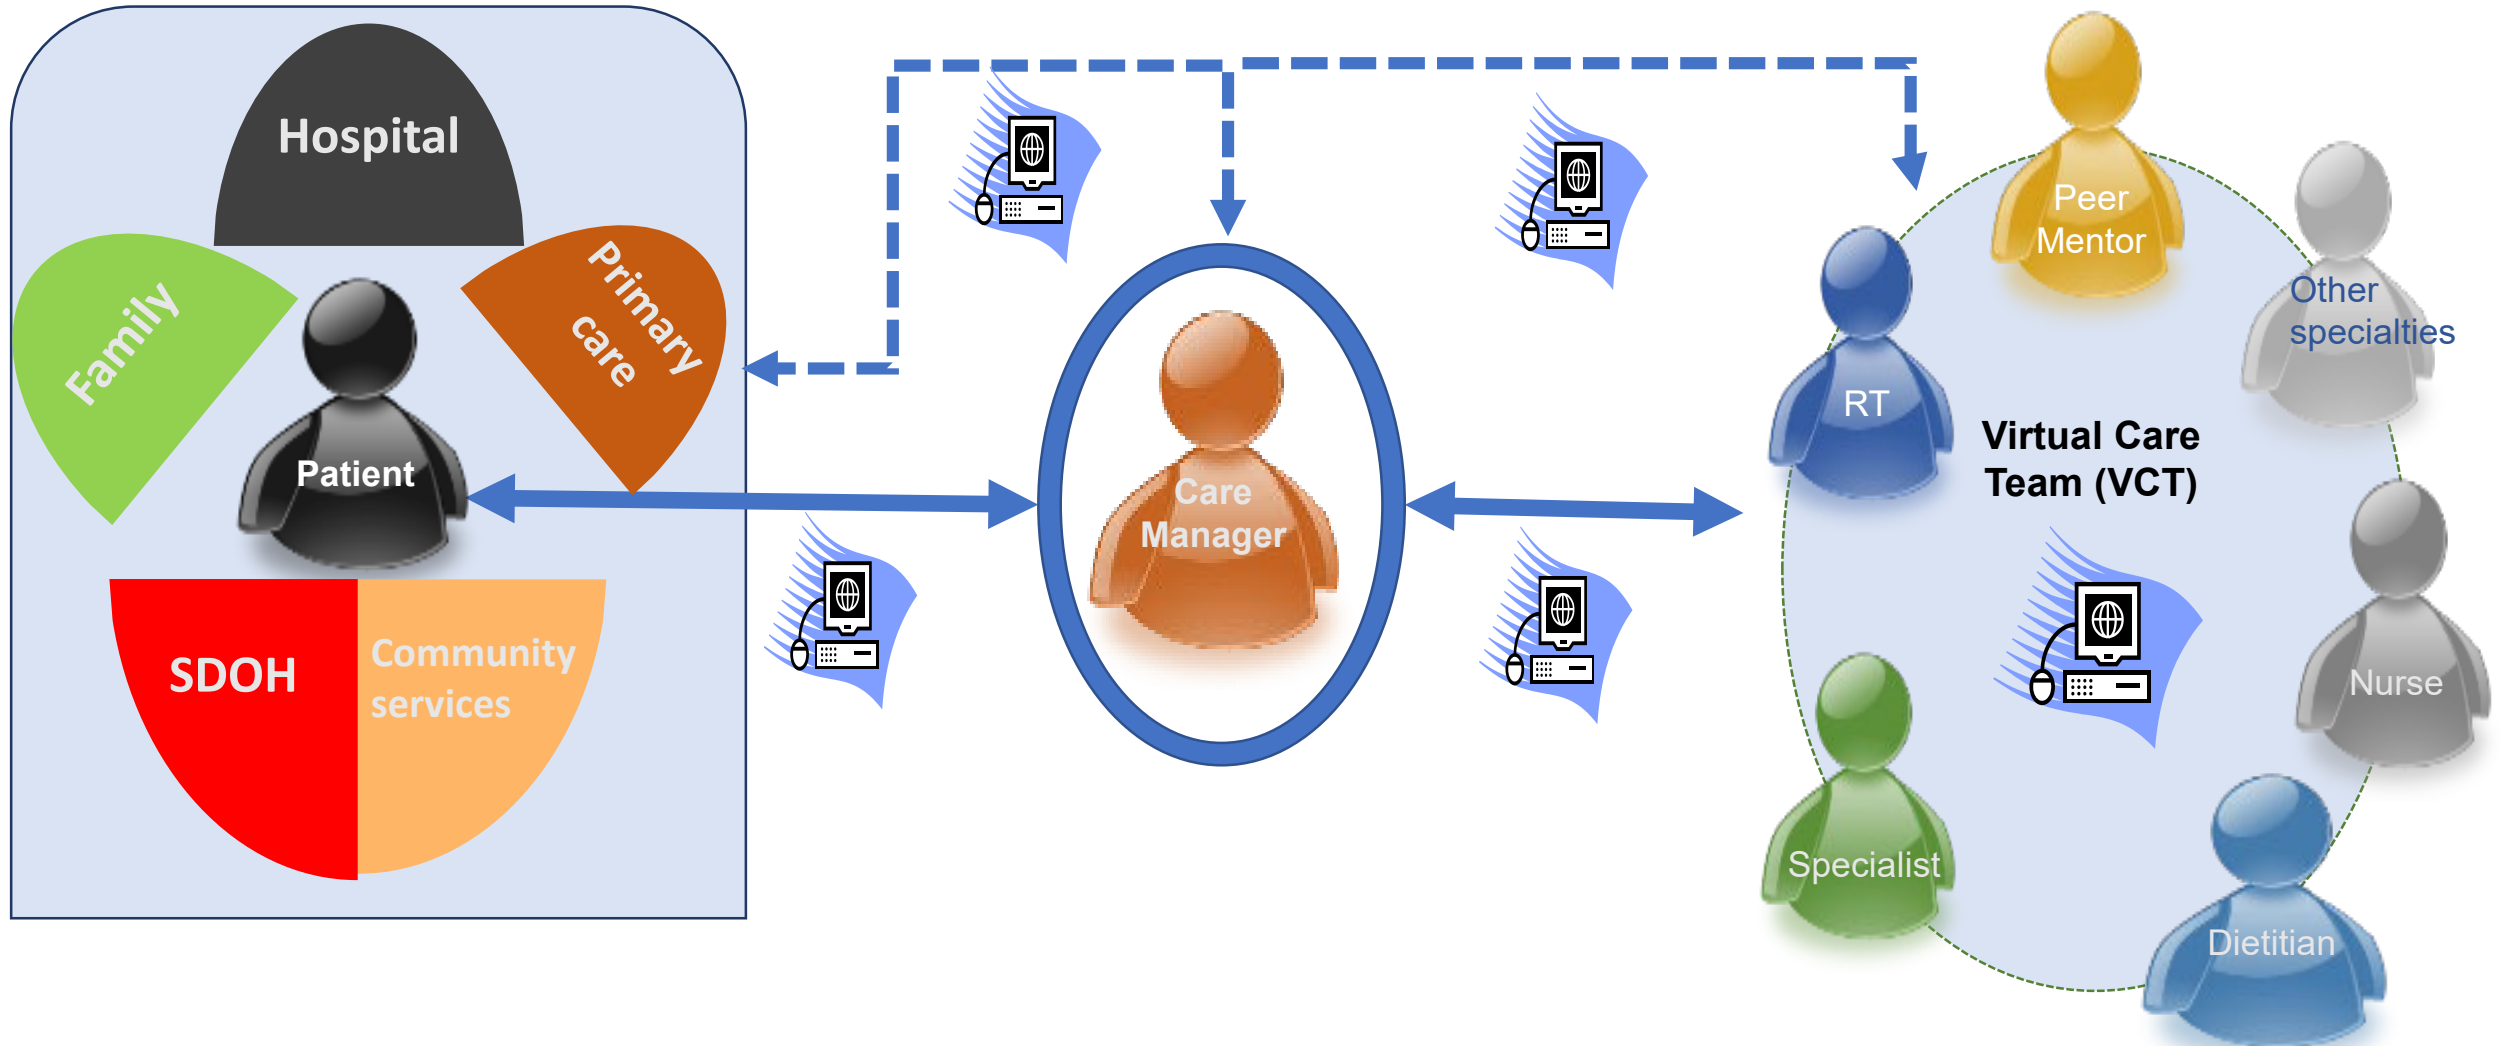 Hospital
Family
Primary
care
Patient
SDOH
Community
services
Care
Manager
Peer
Mentor
Other
specialties
RT
Virtual Care
Team (VCT)
Nurse
Specialist
Dietitian